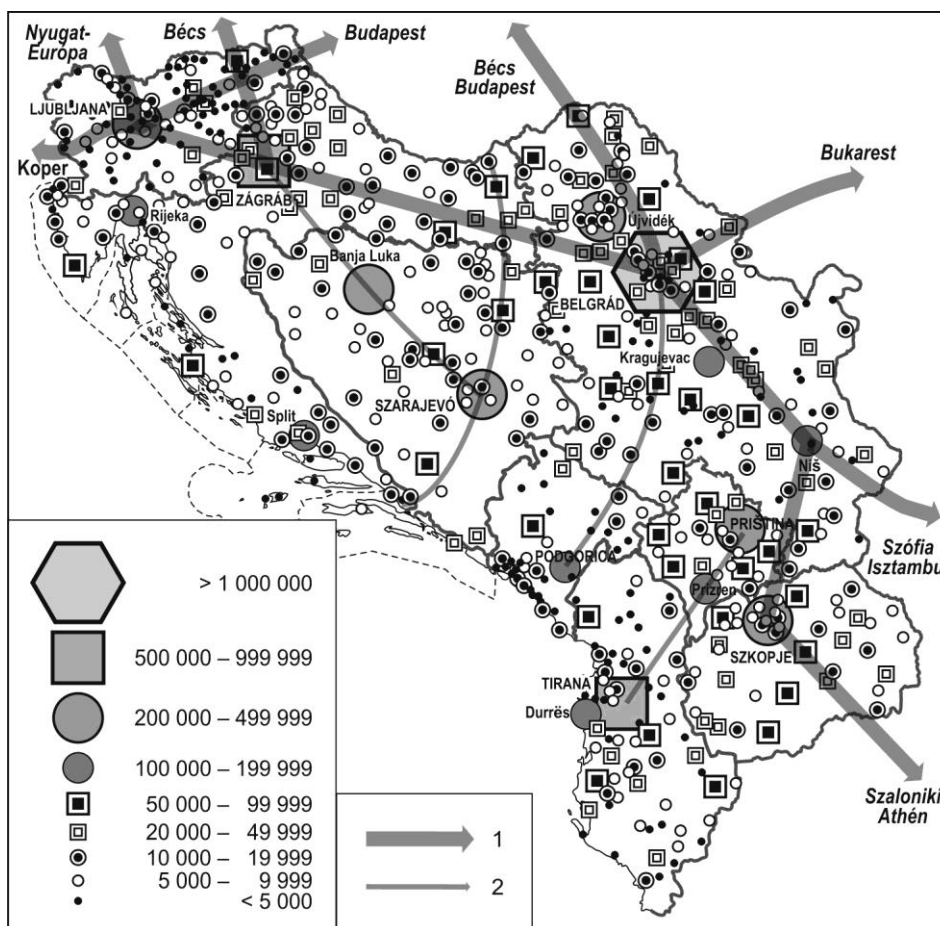 Nyugat-
Európa
Bécs
Budapest
Bécs
Budapest
LJUBLJANA
Koper
ZÁGRÁB
Rijeka
Újvidék
Bukarest
Banja Luka
BELGRÁD
Kragujevac
SZARAJEVÓ
Split
Niš
PRIŠTINA
PODGORICA
Prizren
Szófia
Isztambul
SZKOPJE
TIRANA
Durrës
Szaloniki
Athén
> 1 000 000
500 000 – 999 999
200 000 – 499 999
100 000 – 199 999
50 000 – 99 999
20 000 – 49 999
10 000 – 19 999
5 000 – 9 999
< 5 000
1
2